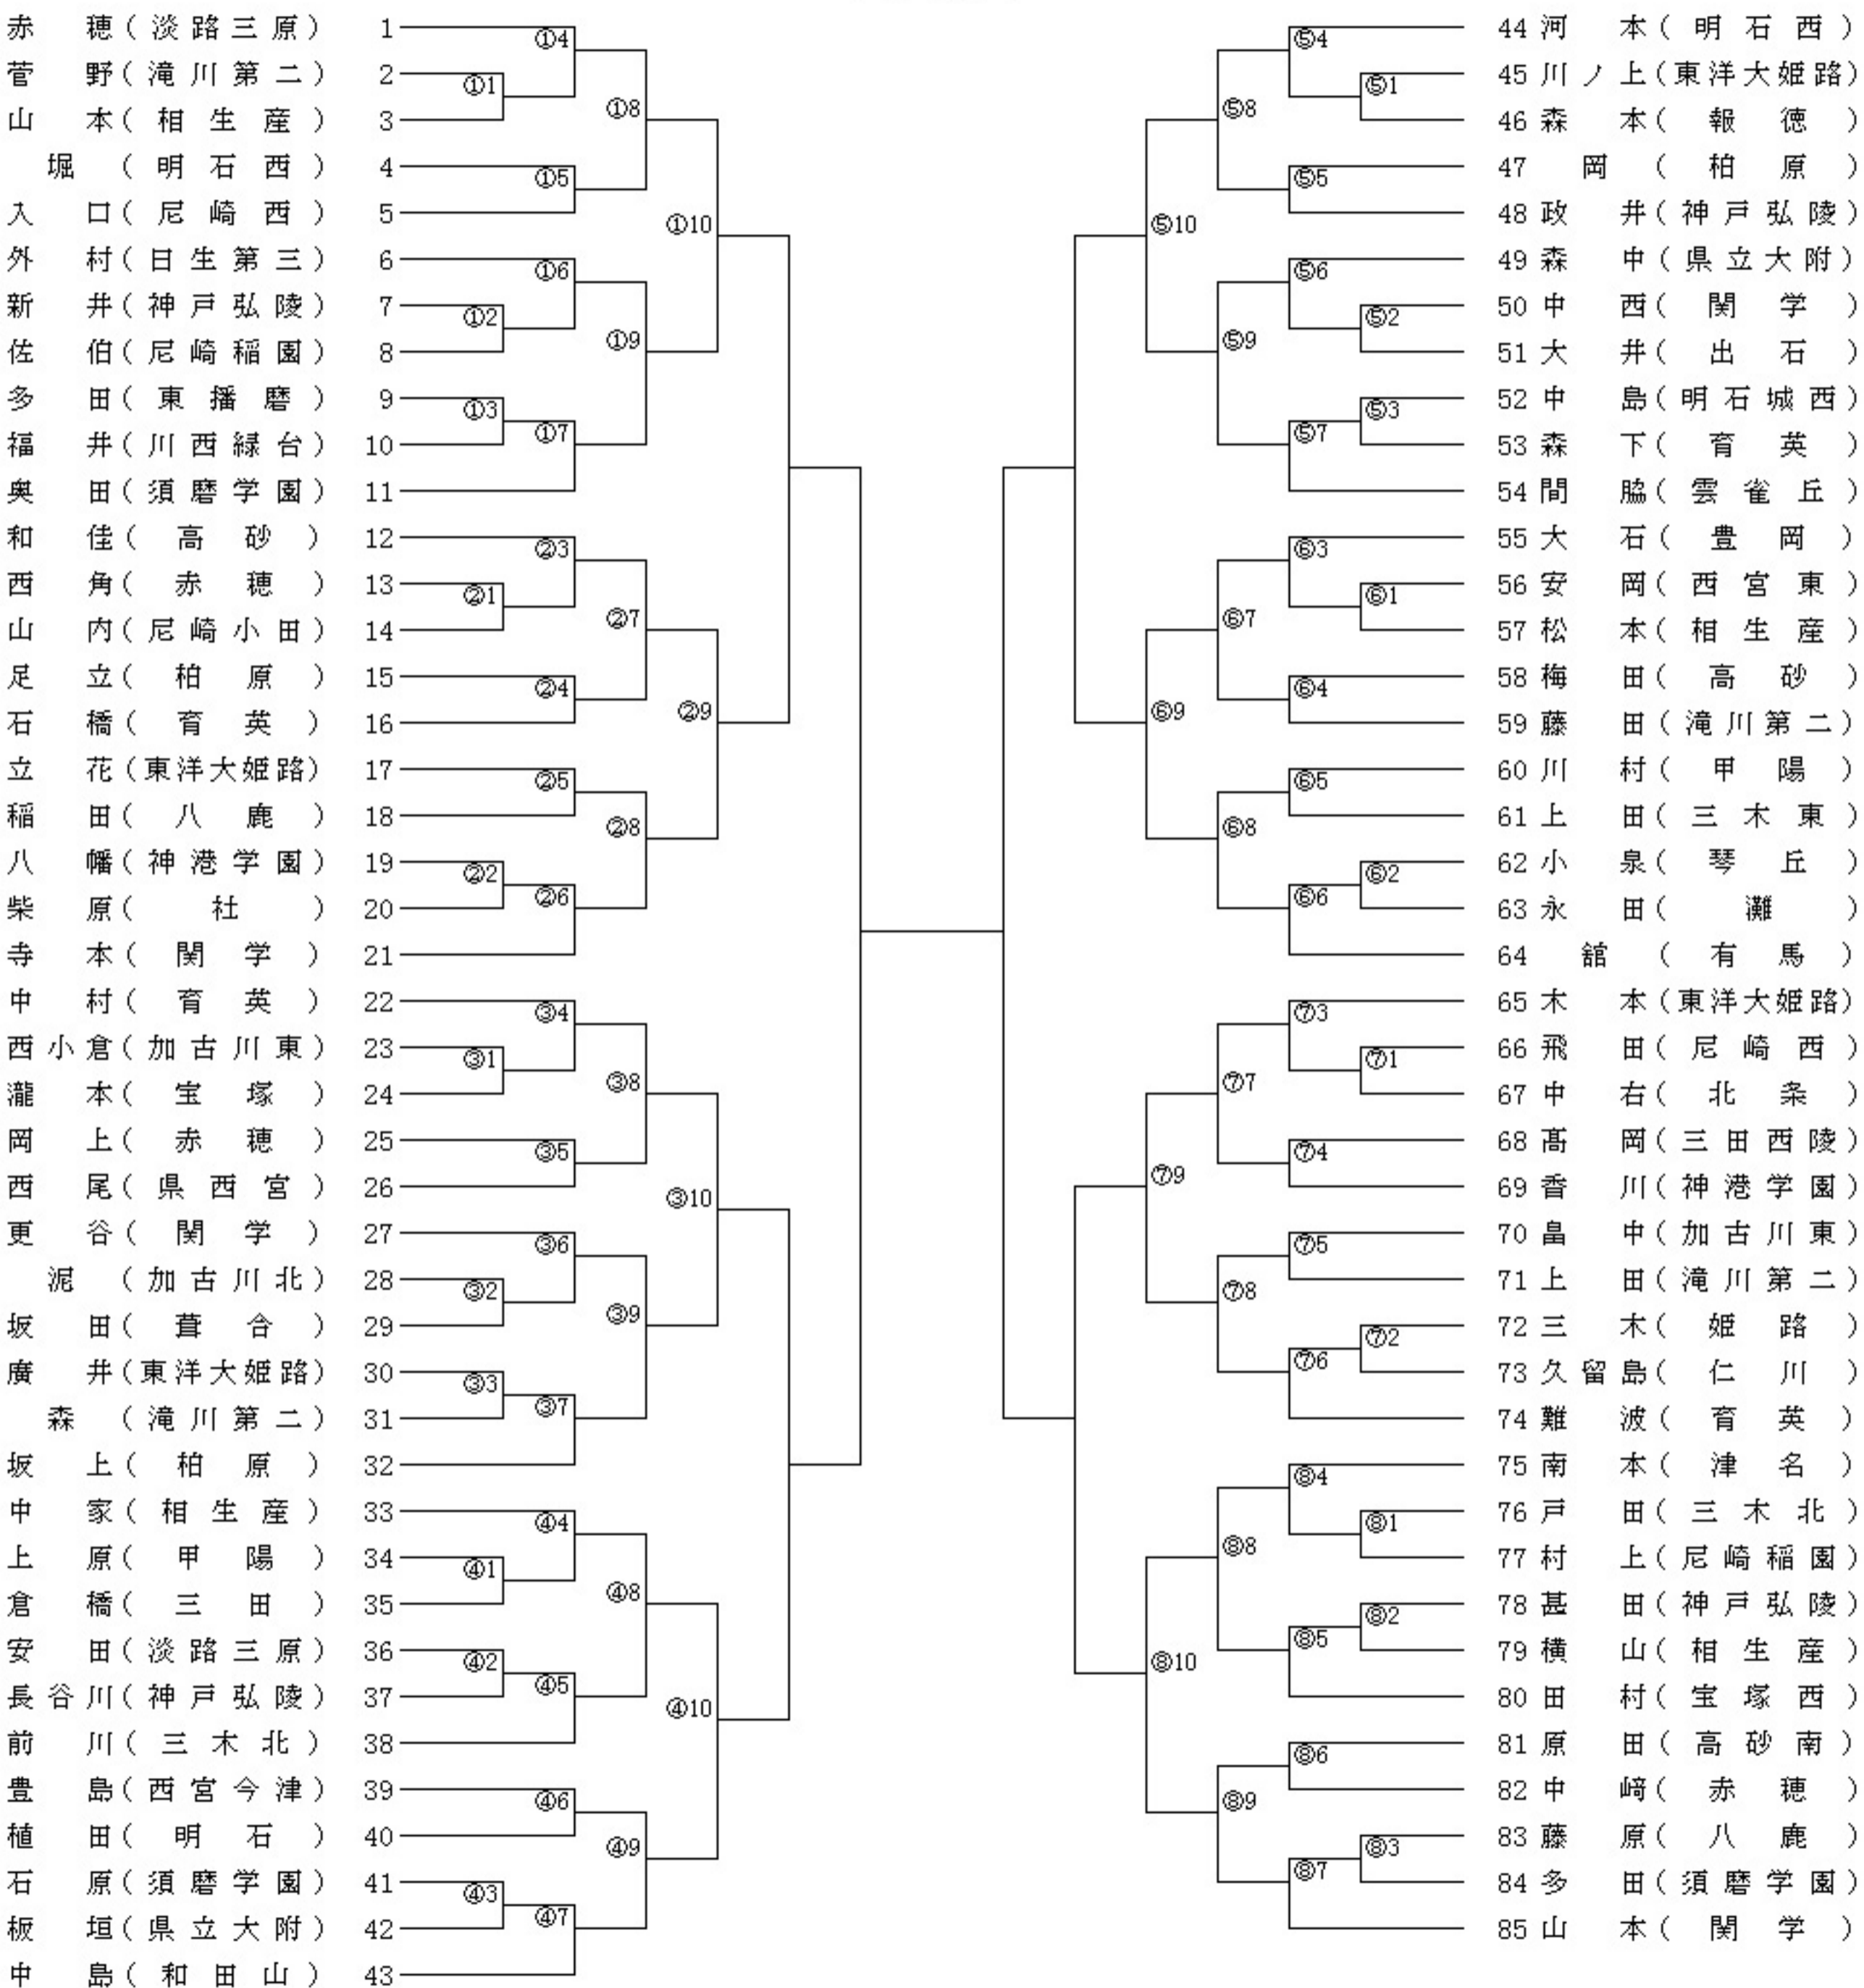 赤穂(淡路三原) 1
菅野(滝川第二) 2
山本(相生産) 3
堀(明石西) 4
入口(尼崎西) 5
外村(日生第三) 6
新井(神戸弘陵) 7
佐伯(尼崎稲園) 8
多田(東播磨) 9
福井(川西緑台) 10
奥田(須磨学園) 11
和佳(高砂) 12
西角(赤穂) 13
山内(尼崎小田) 14
足立(柏原) 15
石橋(育英) 16
立花(東洋大姫路) 17
稲田(八鹿) 18
八幡(神港学園) 19
柴原(社) 20
寺本(関学) 21
中村(育英) 22
西小倉(加古川東) 23
瀧本(宝塚) 24
岡上(赤穂) 25
西尾(県西宮) 26
更谷(関学) 27
泥(加古川北) 28
坂田(葺合) 29
廣井(東洋大姫路) 30
森(滝川第二) 31
坂上(柏原) 32
中家(相生産) 33
上原(甲陽) 34
倉橋(三田) 35
安田(淡路三原) 36
長谷川(神戸弘陵) 37
前川(三木北) 38
豊島(西宮今津) 39
植田(明石) 40
石原(須磨学園) 41
板垣(県立大附) 42
中島(和田山) 43
①4
①1
①8
①5
①10
①6
①2
①9
①3
①7
②3
②1
②7
②4
②9
②5
②8
②2
②6
③4
③1
③8
③5
③10
③6
③2
③9
③3
③7
④4
④1
④8
④2
④5
④10
④6
④9
④3
④7
⑤4
⑤1
⑤8
⑤5
⑤10
⑤6
⑤2
⑤9
⑤3
⑤7
⑥3
⑥1
⑥7
⑥4
⑥9
⑥5
⑥8
⑥2
⑥6
⑦3
⑦1
⑦7
⑦4
⑦9
⑦5
⑦8
⑦2
⑦6
⑧4
⑧1
⑧8
⑧2
⑧5
⑧10
⑧6
⑧9
⑧3
⑧7
44 河本(明石西)
45 川ノ上(東洋大姫路)
46 森本(報徳)
47 岡(柏原)
48 政井(神戸弘陵)
49 森中(県立大附)
50 中西(関学)
51 大井(出石)
52 中島(明石城西)
53 森下(育英)
54 間脇(雲雀丘)
55 大石(豊岡)
56 安岡(西宮東)
57 松本(相生産)
58 梅田(高砂)
59 藤田(滝川第二)
60 川村(甲陽)
61 上田(三木東)
62 小泉(琴丘)
63 永田(灘)
64 舘(有馬)
65 木本(東洋大姫路)
66 飛田(尼崎西)
67 中右(北条)
68 髙岡(三田西陵)
69 香川(神港学園)
70 畠中(加古川東)
71 上田(滝川第二)
72 三木(姫路)
73 久留島(仁川)
74 難波(育英)
75 南本(津名)
76 戸田(三木北)
77 村上(尼崎稲園)
78 甚田(神戸弘陵)
79 横山(相生産)
80 田村(宝塚西)
81 原田(高砂南)
82 中﨑(赤穂)
83 藤原(八鹿)
84 多田(須磨学園)
85 山本(関学)